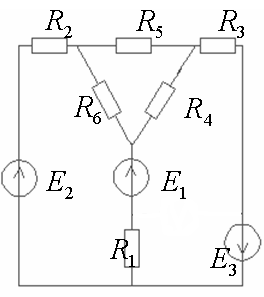 R₂ R₅ R₃
R₆ R₄
E₂ E₁
R₁ E₃